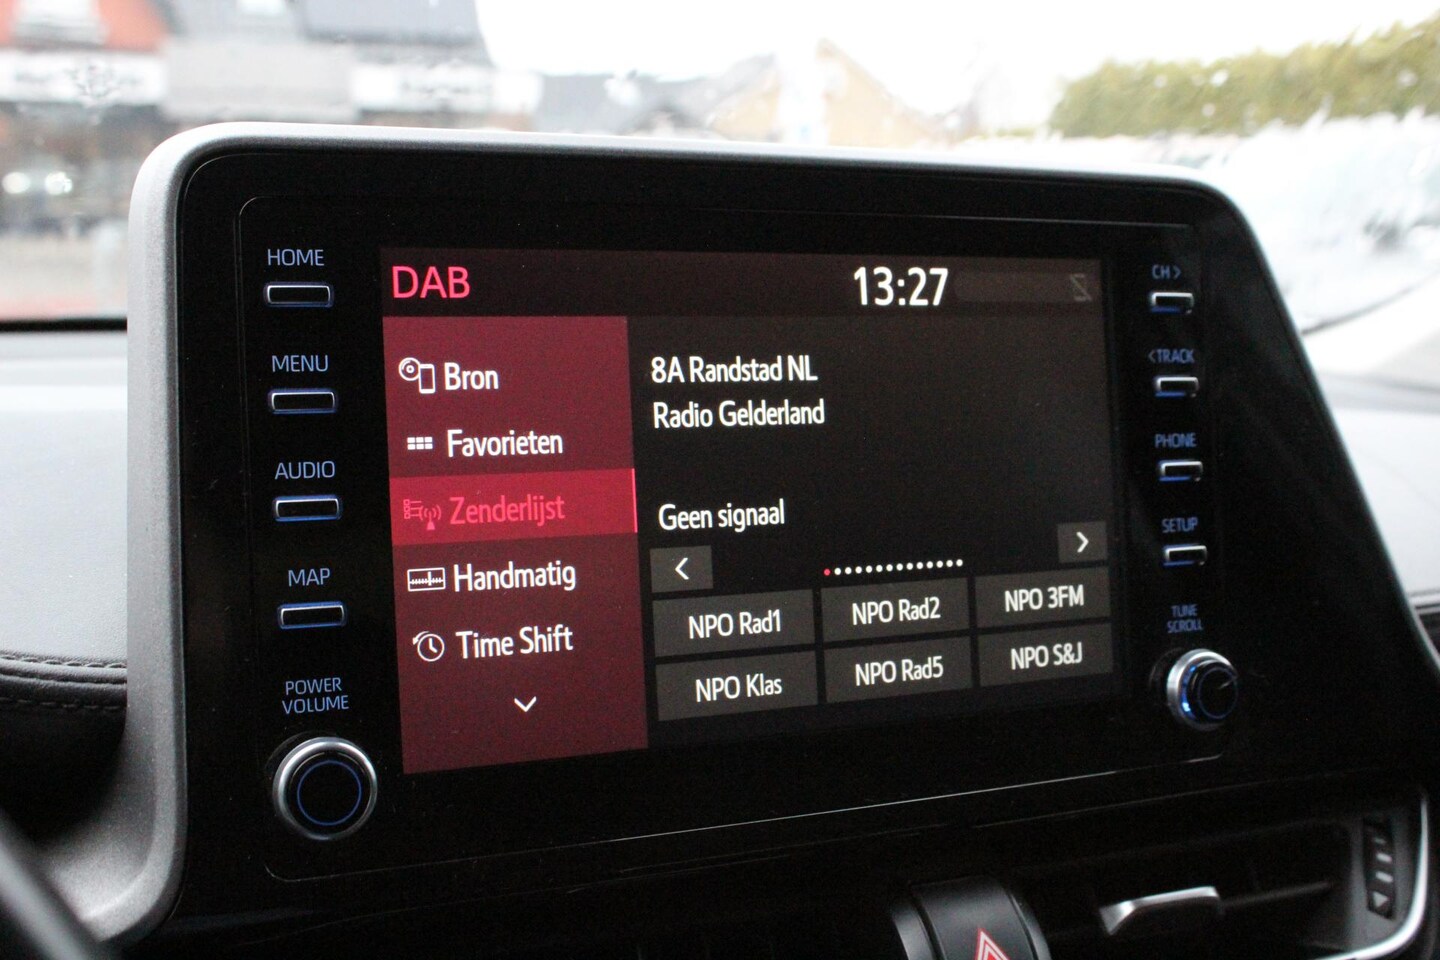 HOME
MENU
AUDIO
MAP
POWER
VOLUME
DAB
13:27
Bron
Favorieten
Zenderlijst
Handmatig
Time Shift
8A Randstad NL
Radio Gelderland
Geen signaal
NPO Rad1
NPO Rad2
NPO 3FM
NPO Klas
NPO Rad5
NPO S&J
CH >
< TRACK
PHONE
SETUP
TUNE
SCROLL